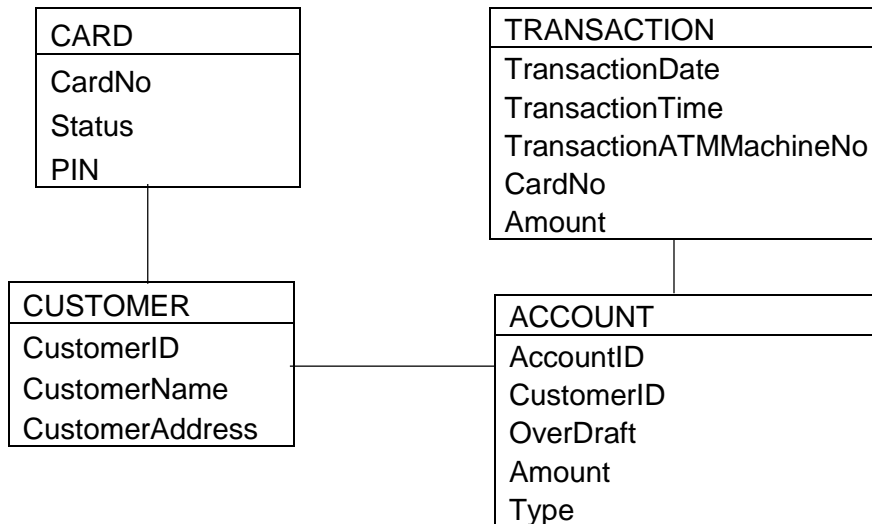 CARD
CardNo
Status
PIN
TRANSACTION
TransactionDate
TransactionTime
TransactionATMMachineNo
CardNo
Amount
CUSTOMER
CustomerID
CustomerName
CustomerAddress
ACCOUNT
AccountID
CustomerID
OverDraft
Amount
Type